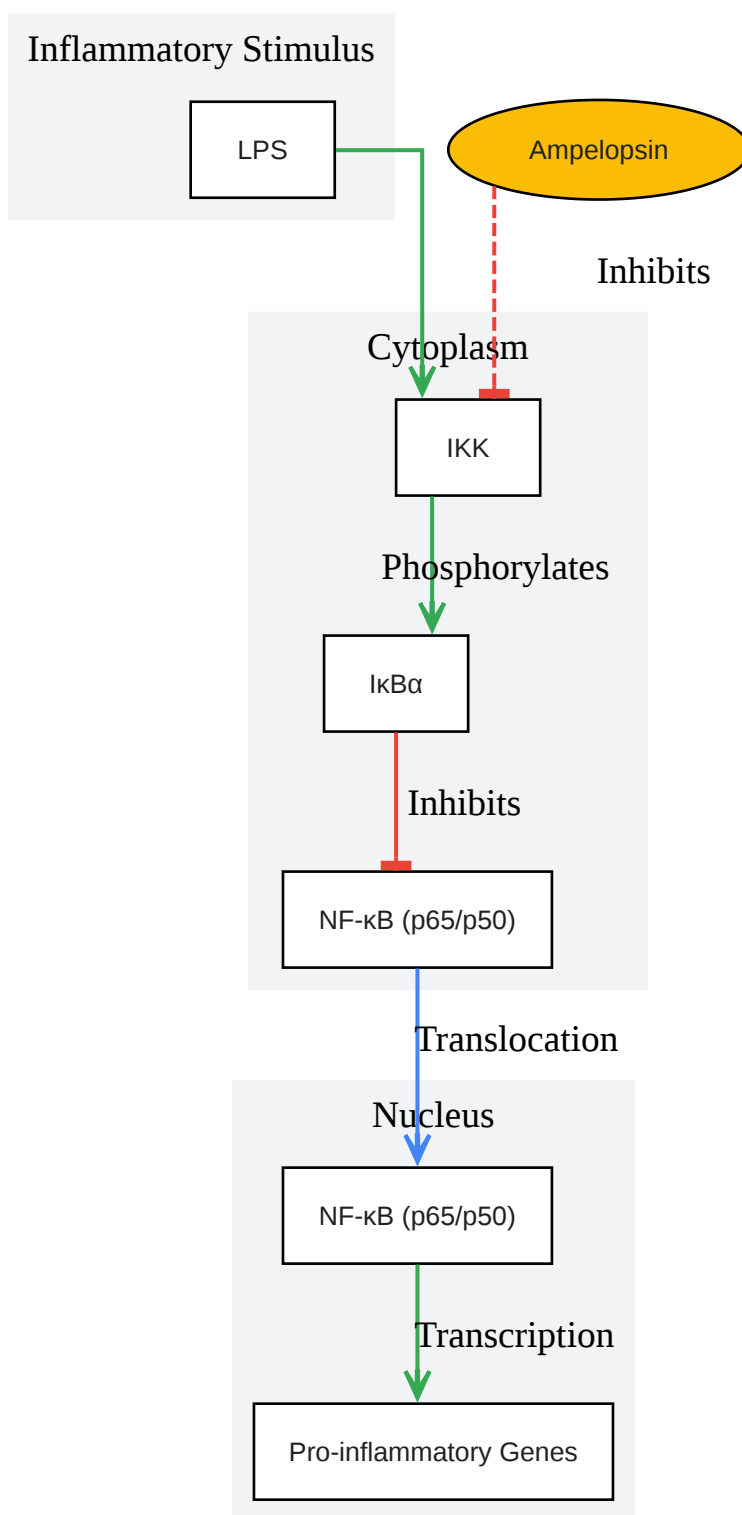 Inflammatory Stimulus
LPS
Ampelopsin
Inhibits
Cytoplasm
IKK
Phosphorylates
IκBα
Inhibits
NF-κB (p65/p50)
Translocation
Nucleus
NF-κB (p65/p50)
Transcription
Pro-inflammatory Genes